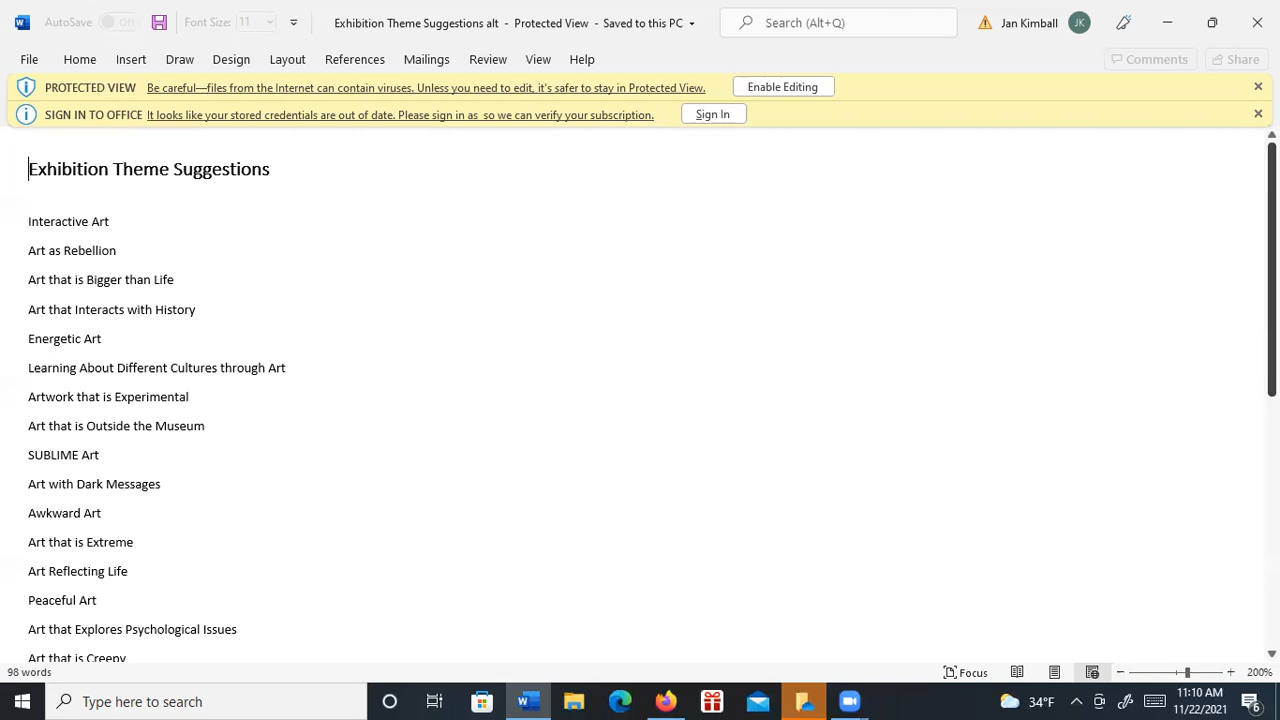 AutoSave Off Font Size: 11 Exhibition Theme Suggestions alt - Protected View - Saved to this PC Search (Alt+Q) Jan Kimball JK
File Home Insert Draw Design Layout References Mailings Review View Help Comments Share
PROTECTED VIEW Be careful—files from the Internet can contain viruses. Unless you need to edit, it's safer to stay in Protected View. Enable Editing
SIGN IN TO OFFICE It looks like your stored credentials are out of date. Please sign in as so we can verify your subscription. Sign In
Exhibition Theme Suggestions
Interactive Art
Art as Rebellion
Art that is Bigger than Life
Art that Interacts with History
Energetic Art
Learning About Different Cultures through Art
Artwork that is Experimental
Art that is Outside the Museum
SUBLIME Art
Art with Dark Messages
Awkward Art
Art that is Extreme
Art Reflecting Life
Peaceful Art
Art that Explores Psychological Issues
Art that is Creepy
98 words Focus 200%
Type here to search 34°F 11:10 AM
11/22/2021 6